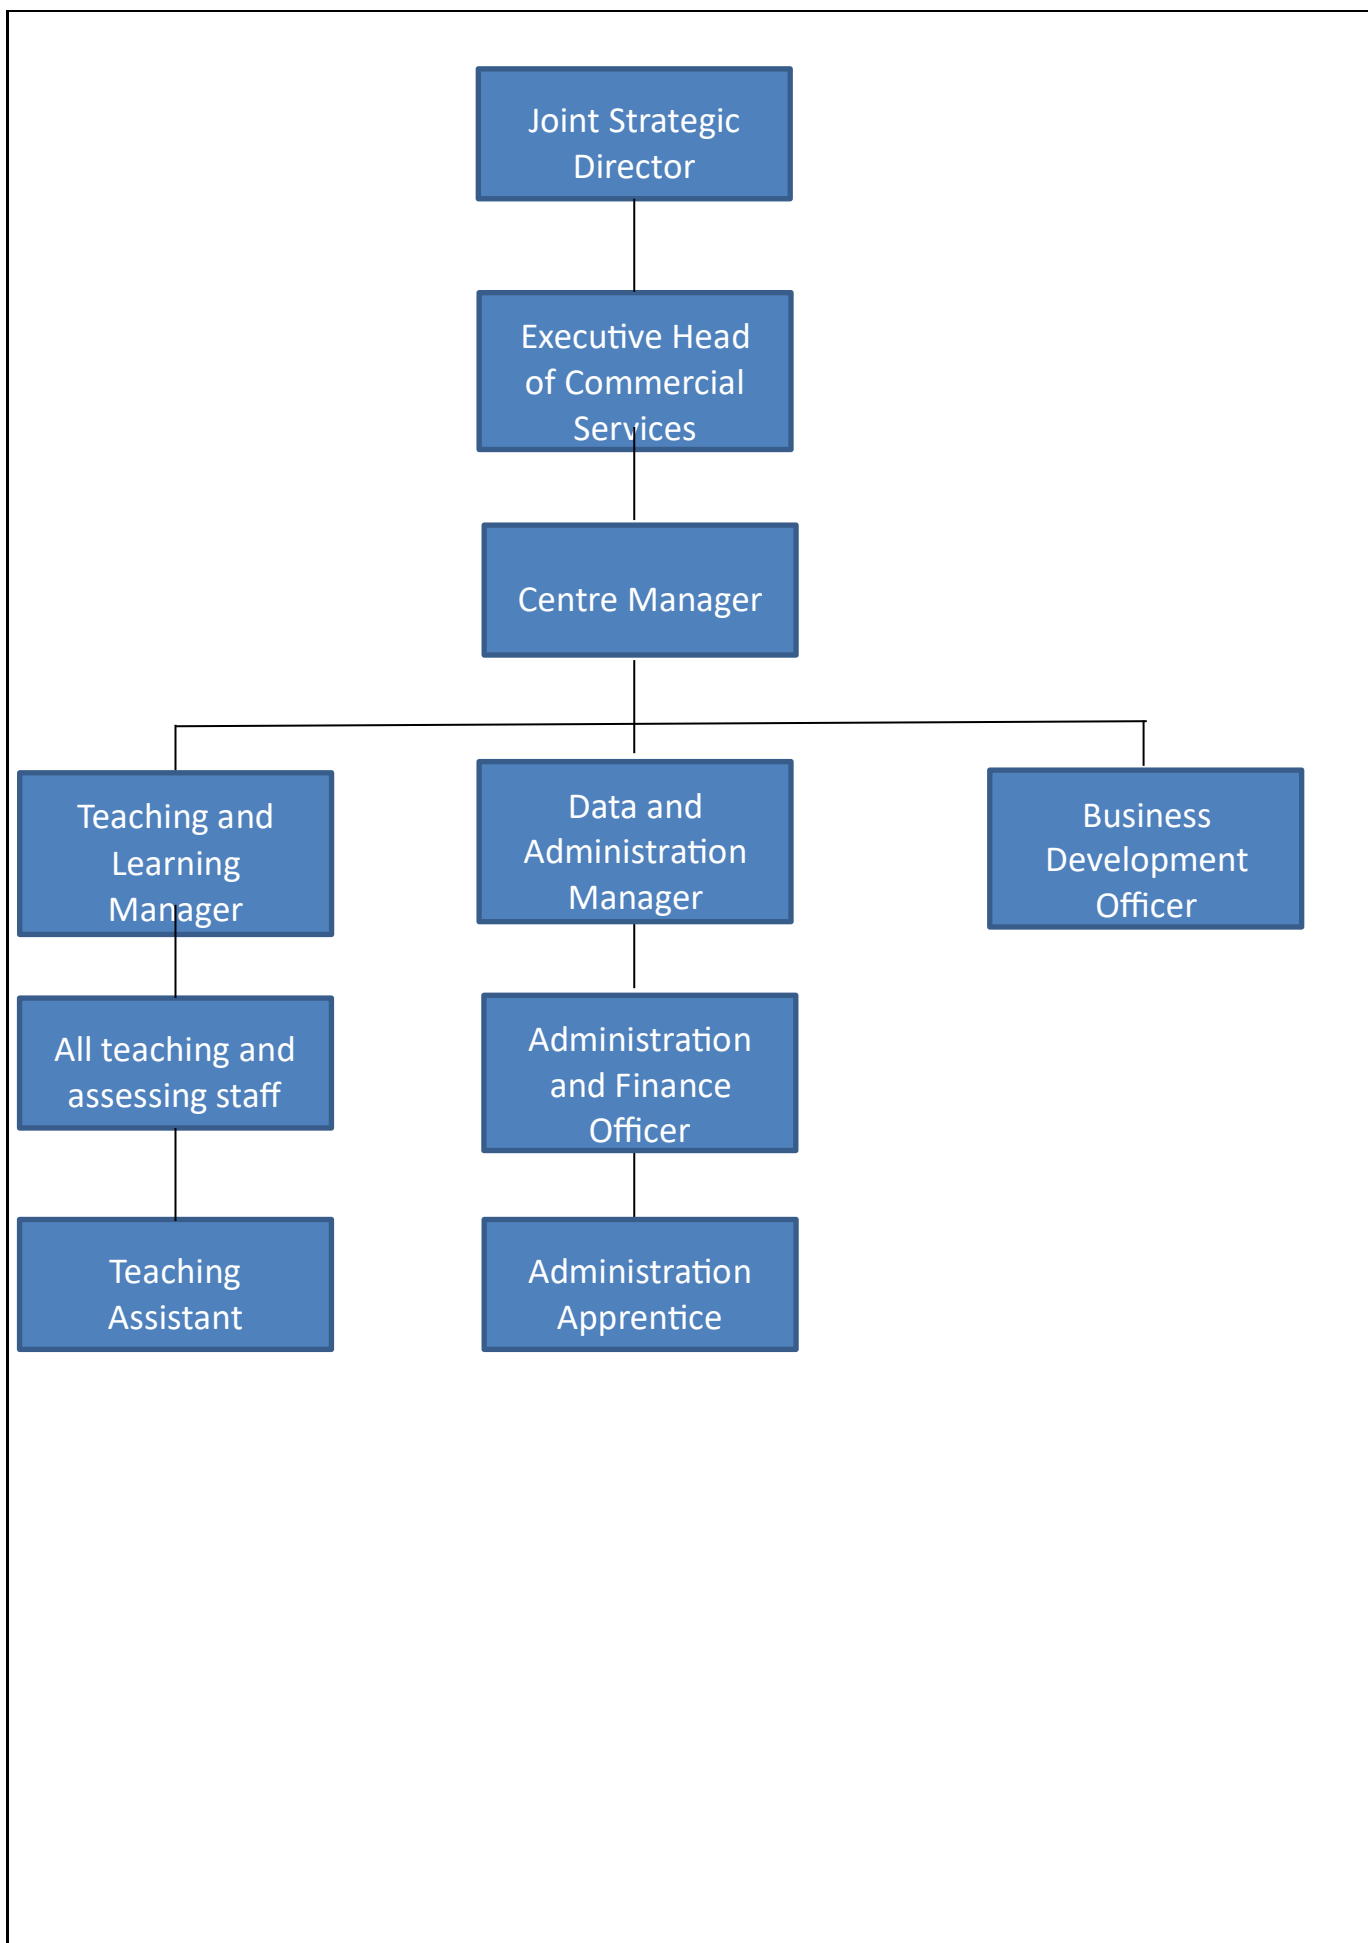 Joint Strategic
Director
Executive Head
of Commercial
Services
Centre Manager
Teaching and
Learning
Manager
Data and
Administration
Manager
Business
Development
Officer
All teaching and
assessing staff
Administration
and Finance
Officer
Teaching
Assistant
Administration
Apprentice